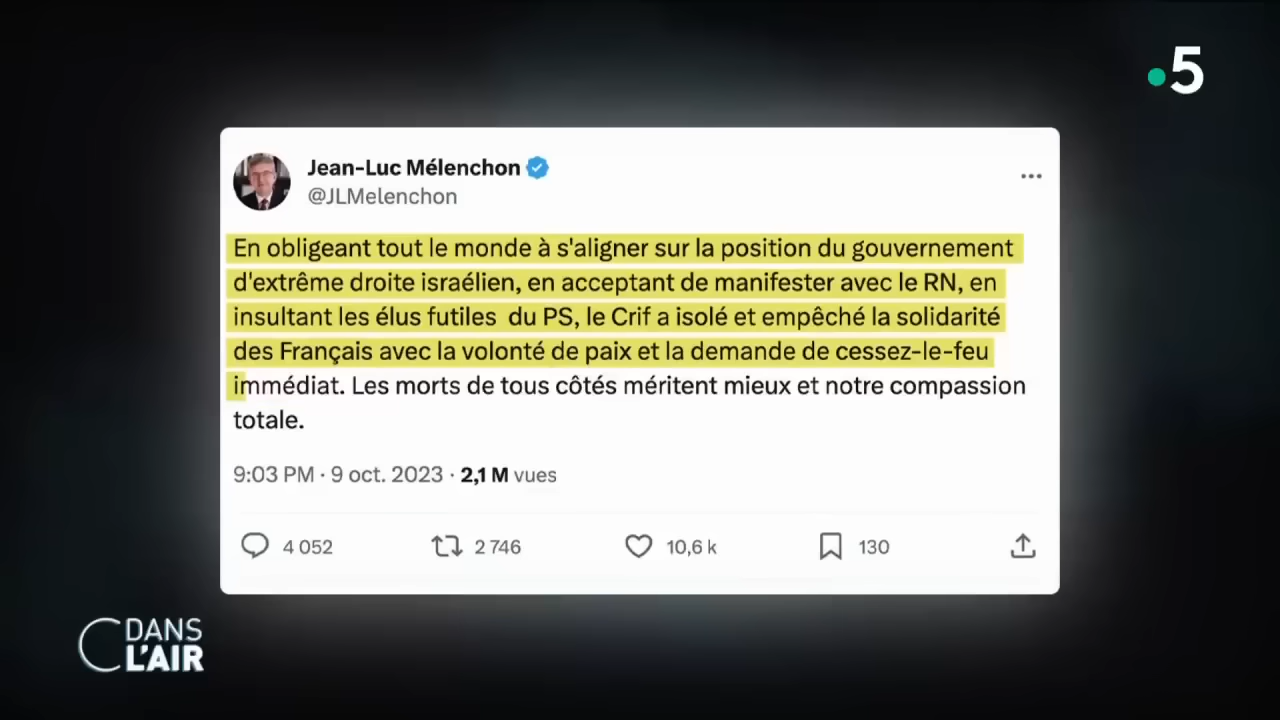 5
Jean-Luc Mélenchon
@JLMelenchon
En obligeant tout le monde à s'aligner sur la position du gouvernement
d'extrême droite israélien, en acceptant de manifester avec le RN, en
insultant les élus futiles  du PS, le Crif a isolé et empêché la solidarité
des Français avec la volonté de paix et la demande de cessez-le-feu
immédiat. Les morts de tous côtés méritent mieux et notre compassion
totale.
9:03 PM · 9 oct. 2023 · 2,1 M vues
4 052 2 746 10,6 k 130
C DANS
L'AIR